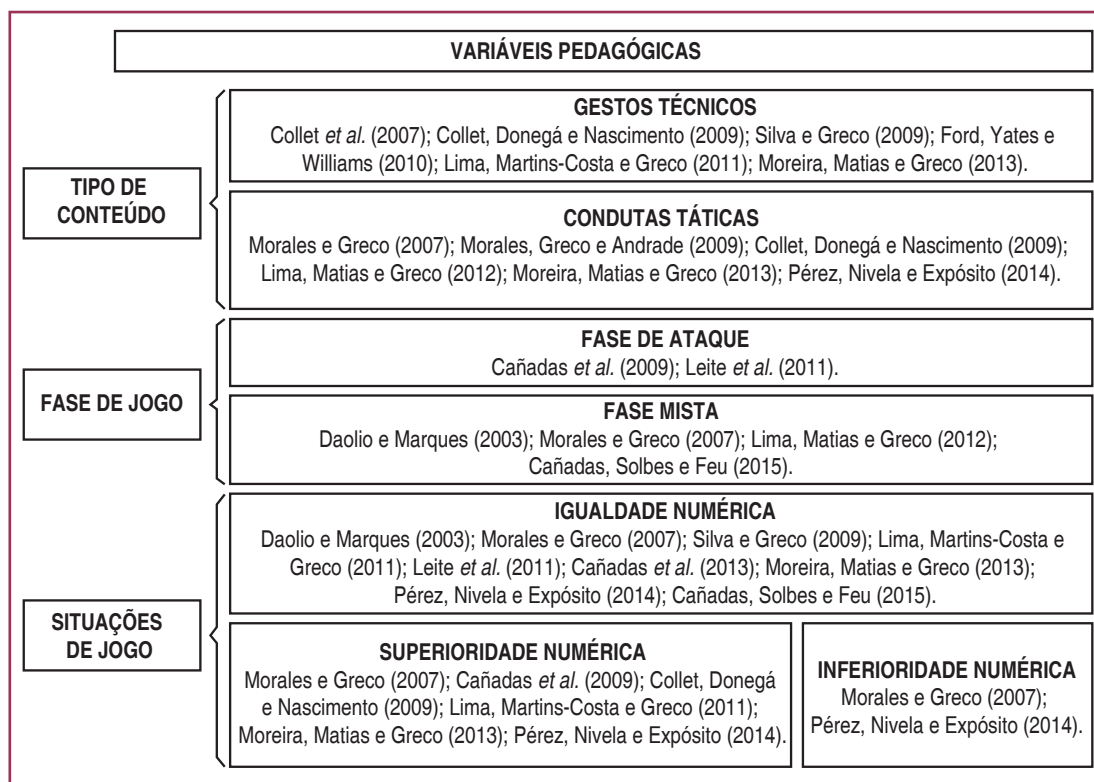 VARIÁVEIS PEDAGÓGICAS
TIPO DE
CONTEÚDO
GESTOS TÉCNICOS
Collet et al. (2007); Collet, Donegá e Nascimento (2009); Silva e Greco (2009); Ford, Yates e
Williams (2010); Lima, Martins-Costa e Greco (2011); Moreira, Matias e Greco (2013).
CONDUTAS TÁTICAS
Morales e Greco (2007); Morales, Greco e Andrade (2009); Collet, Donegá e Nascimento (2009);
Lima, Matias e Greco (2012); Moreira, Matias e Greco (2013); Pérez, Nivela e Expósito (2014).
FASE DE JOGO
FASE DE ATAQUE
Cañadas et al. (2009); Leite et al. (2011).
FASE MISTA
Daolio e Marques (2003); Morales e Greco (2007); Lima, Matias e Greco (2012);
Cañadas, Solbes e Feu (2015).
SITUAÇÕES
DE JOGO
IGUALDADE NUMÉRICA
Daolio e Marques (2003); Morales e Greco (2007); Silva e Greco (2009); Lima, Martins-Costa e
Greco (2011); Leite et al. (2011); Cañadas et al. (2013); Moreira, Matias e Greco (2013);
Pérez, Nivela e Expósito (2014); Cañadas, Solbes e Feu (2015).
SUPERIORIDADE NUMÉRICA
Morales e Greco (2007); Cañadas et al. (2009); Collet, Donegá
e Nascimento (2009); Lima, Martins-Costa e Greco (2011);
Moreira, Matias e Greco (2013); Pérez, Nivela e Expósito (2014).
INFERIORIDADE NUMÉRICA
Morales e Greco (2007);
Pérez, Nivela e Expósito (2014).